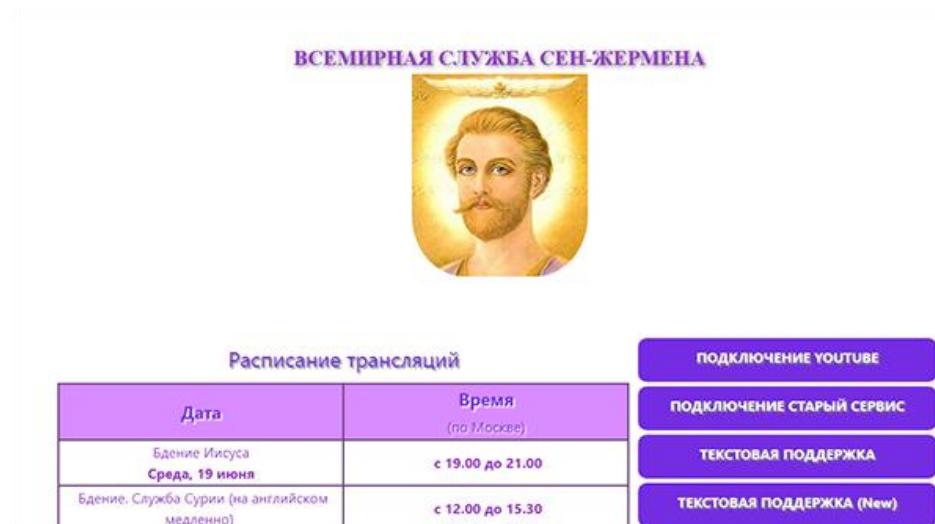 ВСЕМИРНАЯ СЛУЖБА СЕН-ЖЕРМЕНА
Расписание трансляций
Дата
Время
(по Москве)
Бдение Иисуса
Среда, 19 июня
с 19.00 до 21.00
Бдение. Служба Сурии (на английском
медленно)
с 12.00 до 15.30
ПОДКЛЮЧЕНИЕ YOUTUBE
ПОДКЛЮЧЕНИЕ СТАРЫЙ СЕРВИС
ТЕКСТОВАЯ ПОДДЕРЖКА
ТЕКСТОВАЯ ПОДДЕРЖКА (New)